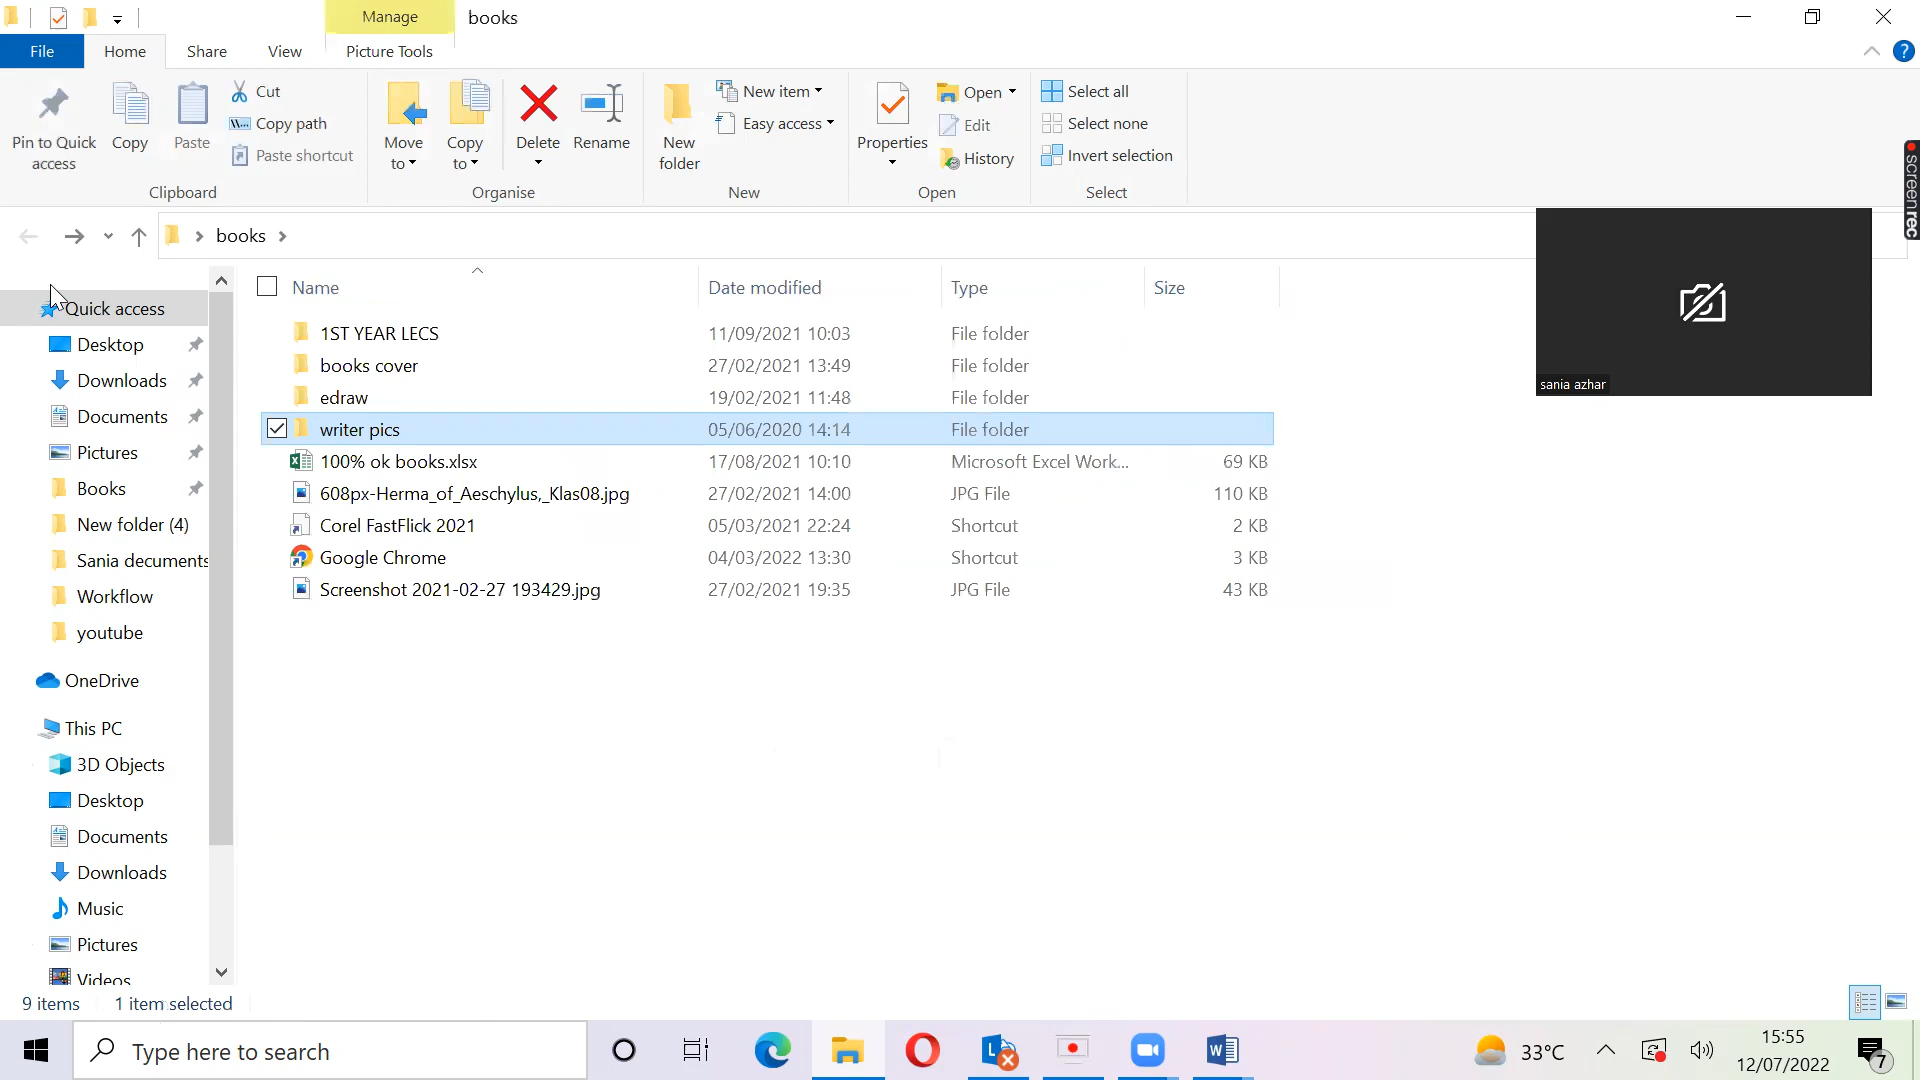 Manage
books
File
Home
Share
View
Picture Tools
Pin to Quick access
Copy
Paste
Cut
Copy path
Paste shortcut
Clipboard
Move to
Copy to
Delete
Rename
Organise
New folder
New item
Easy access
New
Properties
Open
Edit
History
Open
Select all
Select none
Invert selection
Select
screenrec
books
sania azhar
Quick access
Desktop
Downloads
Documents
Pictures
Books
New folder (4)
Sania decuments
Workflow
youtube
OneDrive
This PC
3D Objects
Desktop
Documents
Downloads
Music
Pictures
Videos
Name Date modified Type Size
1ST YEAR LECS 11/09/2021 10:03 File folder
books cover 27/02/2021 13:49 File folder
edraw 19/02/2021 11:48 File folder
writer pics 05/06/2020 14:14 File folder
100% ok books.xlsx 17/08/2021 10:10 Microsoft Excel Work... 69 KB
608px-Herma_of_Aeschylus,_Klas08.jpg 27/02/2021 14:00 JPG File 110 KB
Corel FastFlick 2021 05/03/2021 22:24 Shortcut 2 KB
Google Chrome 04/03/2022 13:30 Shortcut 3 KB
Screenshot 2021-02-27 193429.jpg 27/02/2021 19:35 JPG File 43 KB
9 items 1 item selected
Type here to search
33°C
15:55
12/07/2022
7